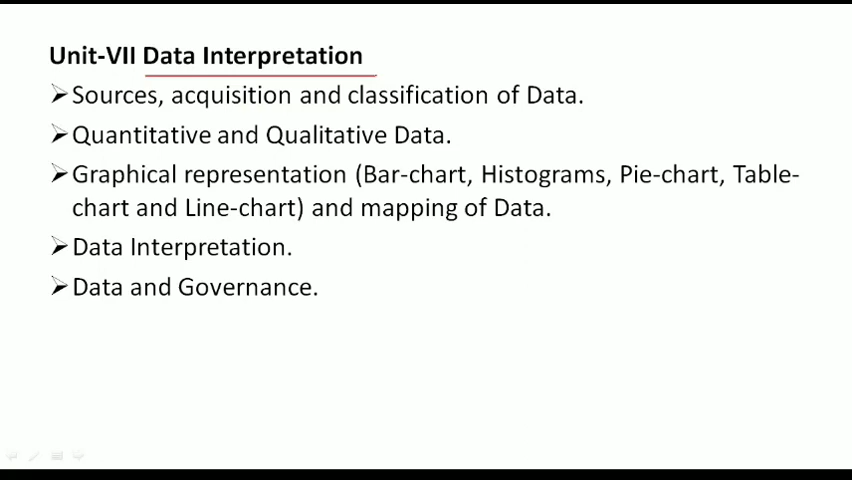 Unit-VII Data Interpretation
➢Sources, acquisition and classification of Data.
➢Quantitative and Qualitative Data.
➢Graphical representation (Bar-chart, Histograms, Pie-chart, Table-
chart and Line-chart) and mapping of Data.
➢Data Interpretation.
➢Data and Governance.